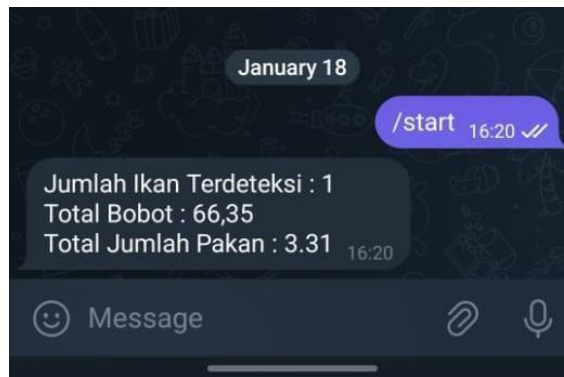 January 18
/start 16:20
Jumlah Ikan Terdeteksi : 1
Total Bobot : 66,35
Total Jumlah Pakan : 3.31 16:20
Message